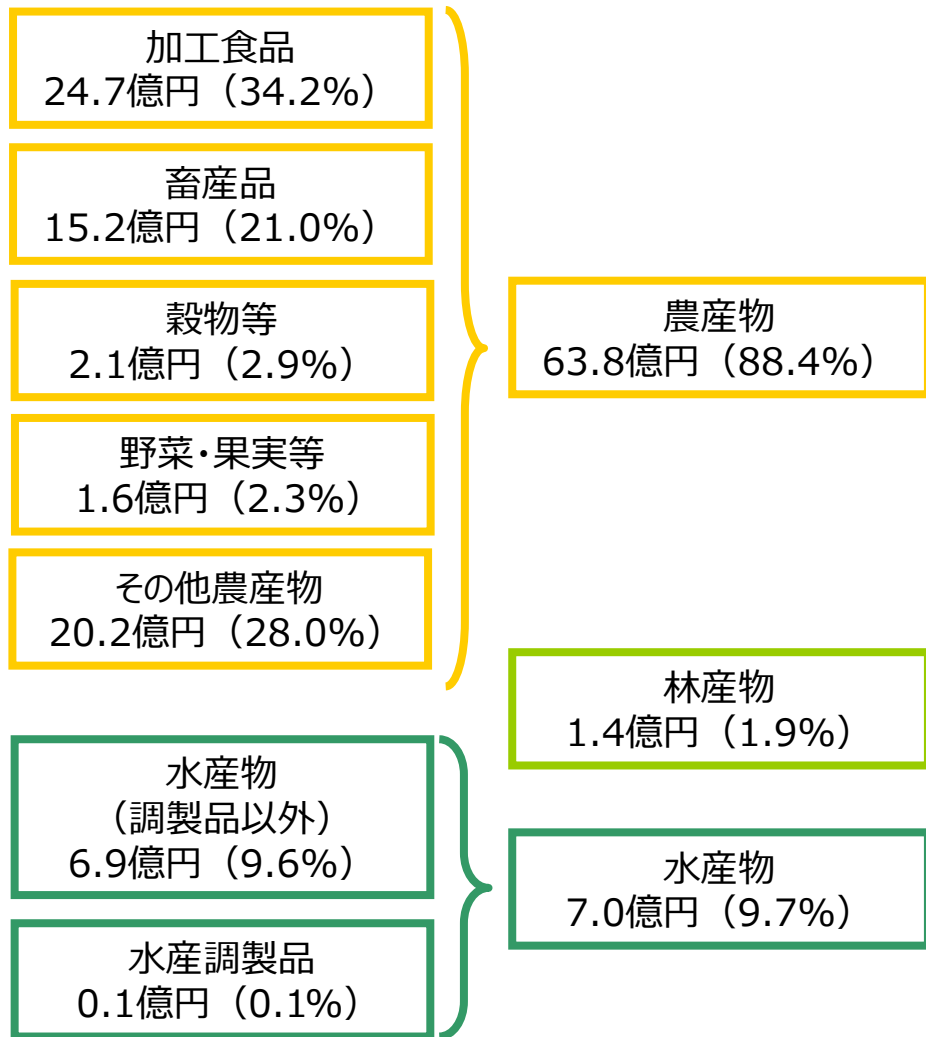 加工食品
24.7億円（34.2%）
畜産品
15.2億円（21.0%）
穀物等
2.1億円（2.9%）
野菜・果実等
1.6億円（2.3%）
その他農産物
20.2億円（28.0%）
農産物
63.8億円（88.4%）
林産物
1.4億円（1.9%）
水産物
（調製品以外）
6.9億円（9.6%）
水産調製品
0.1億円（0.1%）
水産物
7.0億円（9.7%）